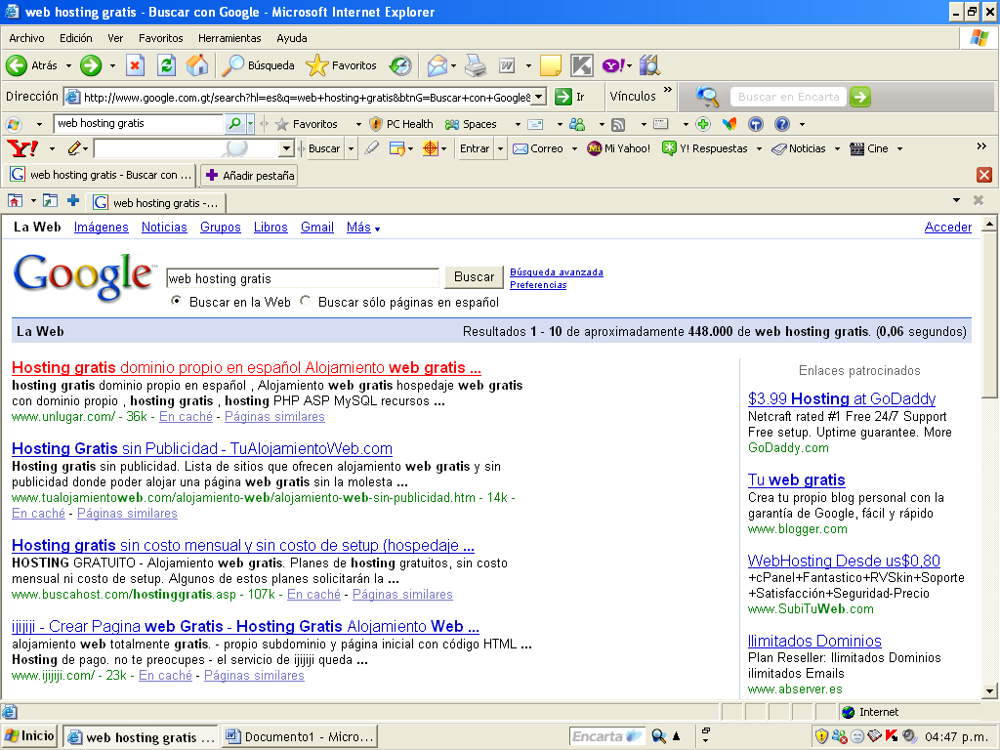 web hosting gratis - Buscar con Google - Microsoft Internet Explorer
Archivo Edición Ver Favoritos Herramientas Ayuda
Atrás Búsqueda Favoritos
Dirección http://www.google.com.gt/search?hl=es&q=web+hosting+gratis&btnG=Buscar+con+Google& Ir Vínculos » Buscar en Encarta
web hosting gratis Favoritos PC Health Spaces
Y! Buscar Entrar Correo Mi Yahoo! Y! Respuestas Noticias Cine »
web hosting gratis - Buscar con ... Añadir pestaña
web hosting gratis -...
La Web Imágenes Noticias Grupos Libros Gmail Más Acceder
Google™ web hosting gratis Buscar Búsqueda avanzada
Preferencias
Buscar en la Web Buscar sólo páginas en español
La Web Resultados 1 - 10 de aproximadamente 448.000 de web hosting gratis. (0,06 segundos)
Hosting gratis dominio propio en español Alojamiento web gratis ...
hosting gratis dominio propio en español , Alojamiento web gratis hospedaje web gratis
con dominio propio , hosting gratis , hosting PHP ASP MySQL recursos ...
www.unlugar.com/ - 36k - En caché - Páginas similares
Hosting Gratis sin Publicidad - TuAlojamientoWeb.com
Hosting gratis sin publicidad. Lista de sitios que ofrecen alojamiento web gratis y sin
publicidad donde poder alojar una página web gratis sin la molesta ...
www.tualojamientoweb.com/alojamiento-web/alojamiento-web-sin-publicidad.htm - 14k -
En caché - Páginas similares
Hosting gratis sin costo mensual y sin costo de setup (hospedaje ...
HOSTING GRATUITO - Alojamiento web gratis. Planes de hosting gratuitos, sin costo
mensual ni costo de setup. Algunos de estos planes solicitarán la ...
www.buscahost.com/hostinggratis.asp - 107k - En caché - Páginas similares
ijijiji - Crear Pagina web Gratis - Hosting Gratis Alojamiento Web ...
alojamiento web totalmente gratis. - propio subdominio y página inicial con código HTML ...
Hosting de pago. no te preocupes - el servicio de ijijiji queda ...
www.ijijiji.com/ - 23k - En caché - Páginas similares
Enlaces patrocinados
$3.99 Hosting at GoDaddy
Netcraft rated #1 Free 24/7 Support
Free setup. Uptime guarantee. More
GoDaddy.com
Tu web gratis
Crea tu propio blog personal con la
garantía de Google, fácil y rápido
www.blogger.com
WebHosting Desde us$0,80
+cPanel+Fantastico+RVSkin+Soporte
+Satisfacción+Seguridad-Precio
www.SubiTuWeb.com
Ilimitados Dominios
Plan Reseller: Ilimitados Dominios
ilimitados Emails
www.abserver.es
Internet
Inicio web hosting gratis ... Documento1 - Micro... Encarta 04:47 p.m.